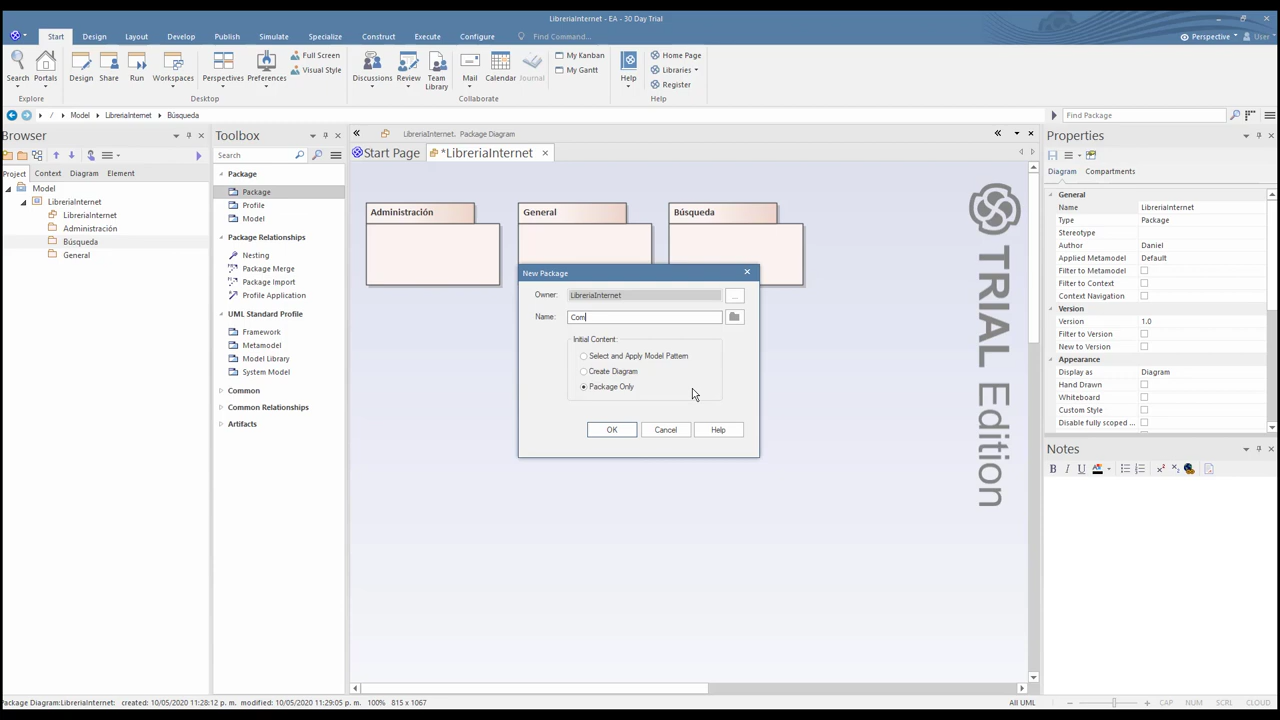 LibreriaInternet - EA - 30 Day Trial
Start
Design
Layout
Develop
Publish
Simulate
Specialize
Construct
Execute
Configure
Find Command...
Perspective
User
Search
Portals
Design
Share
Run
Workspaces
Perspectives
Preferences
Full Screen
Visual Style
Discussions
Review
Team Library
Mail
Calendar
Journal
My Kanban
My Gantt
Help
Home Page
Libraries
Register
Explore
Desktop
Collaborate
Help
/ Model LibreriaInternet Búsqueda
Find Package
Browser
Project
Context
Diagram
Element
Model
LibreriaInternet
LibreriaInternet
Administración
Búsqueda
General
Toolbox
Search
Package
Package
Profile
Model
Package Relationships
Nesting
Package Merge
Package Import
Package Application
UML Standard Profile
Framework
Metamodel
Model Library
System Model
Common
Common Relationships
Artifacts
LibreriaInternet. Package Diagram
Start Page
*LibreriaInternet
Administración
General
Búsqueda
New Package
Owner:
LibreriaInternet
...
Name:
Com
Initial Content:
Select and Apply Model Pattern
Create Diagram
Package Only
OK
Cancel
Help
TRIAL Edition
Properties
Diagram
Compartments
General
Name LibreriaInternet
Type Package
Stereotype
Author Daniel
Applied Metamodel Default
Filter to Metamodel
Filter to Context
Context Navigation
Version
Version 1.0
Filter to Version
New to Version
Appearance
Display as Diagram
Hand Drawn
Whiteboard
Custom Style
Disable fully scoped ...
Notes
B I U A
Package Diagram:LibreriaInternet: created: 10/05/2020 11:28:12 p. m. modified: 10/05/2020 11:29:05 p. m. 100% 815 x 1067
All UML
CAP
NUM
SCRL
CLOUD